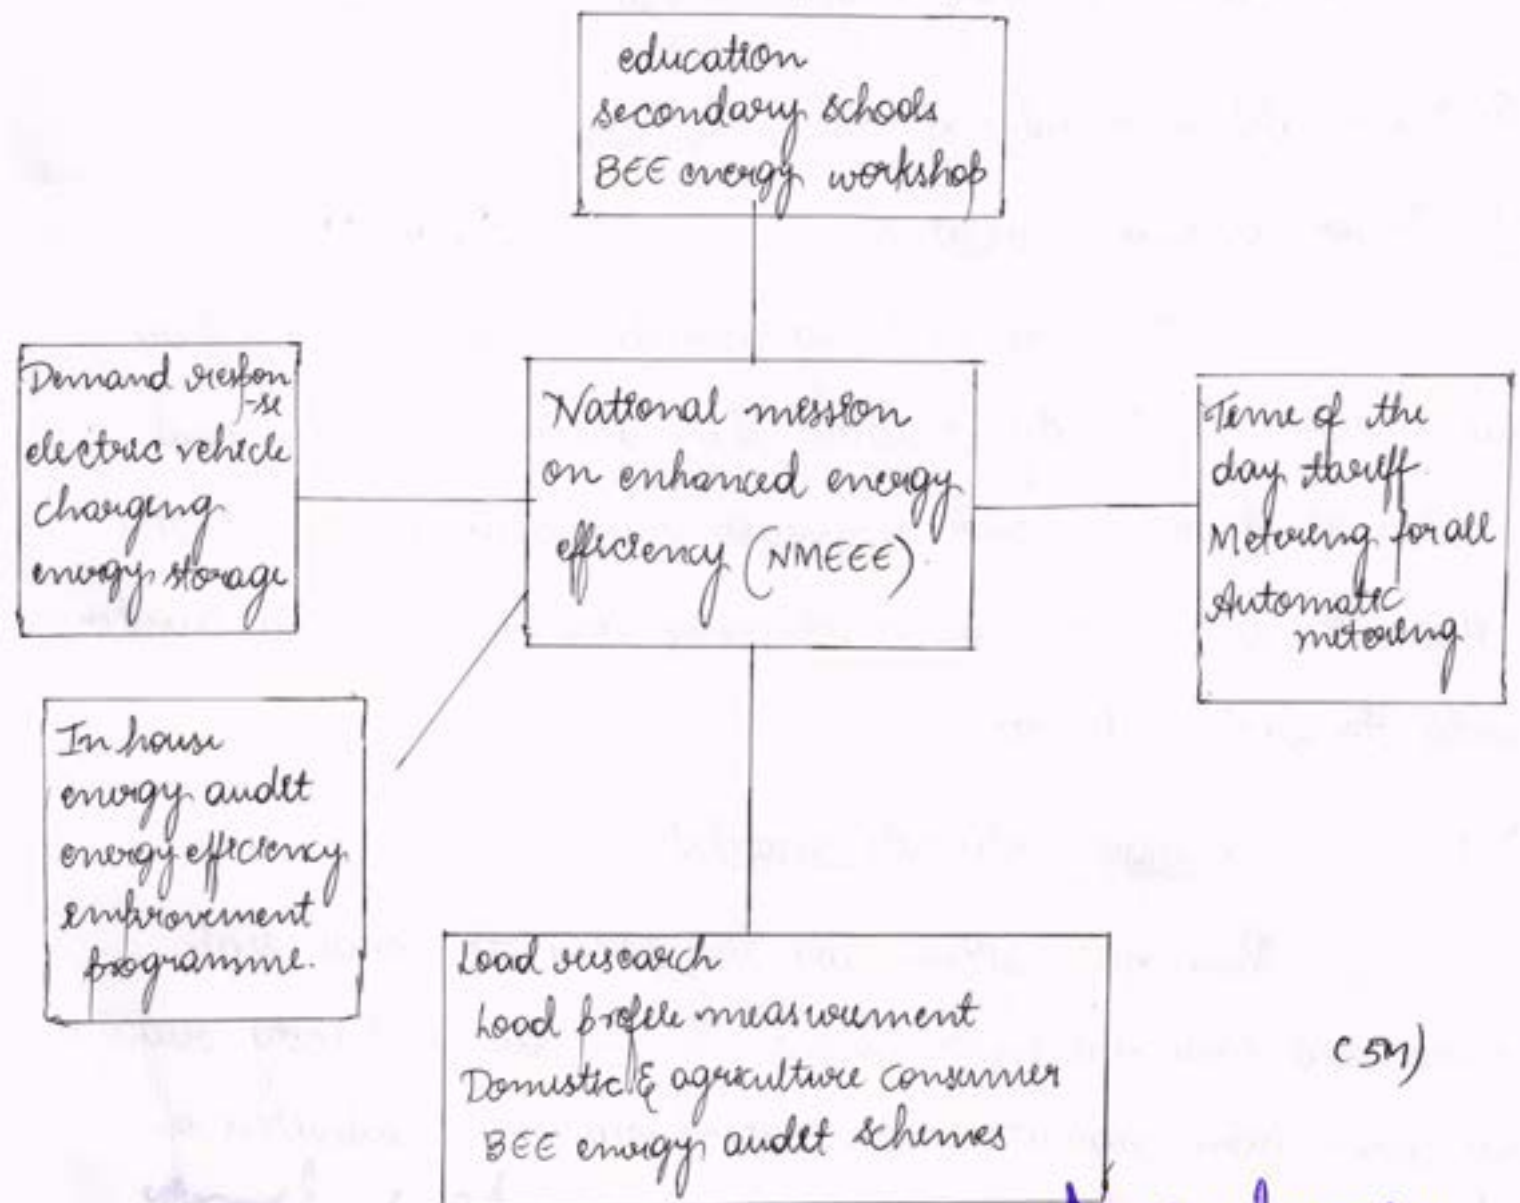 education
secondary schools
BEE energy workshop
Demand respon
-se
electric vehicle
charging
energy storage
National mission
on enhanced energy
efficiency (NMEEE)
Time of the
day tariff
Metering for all
Automatic
metering
In house
energy audit
energy efficiency
improvement
programme.
Load research
Load profile measurement
Domestic & agriculture consumer
BEE energy audit schemes
(5M)